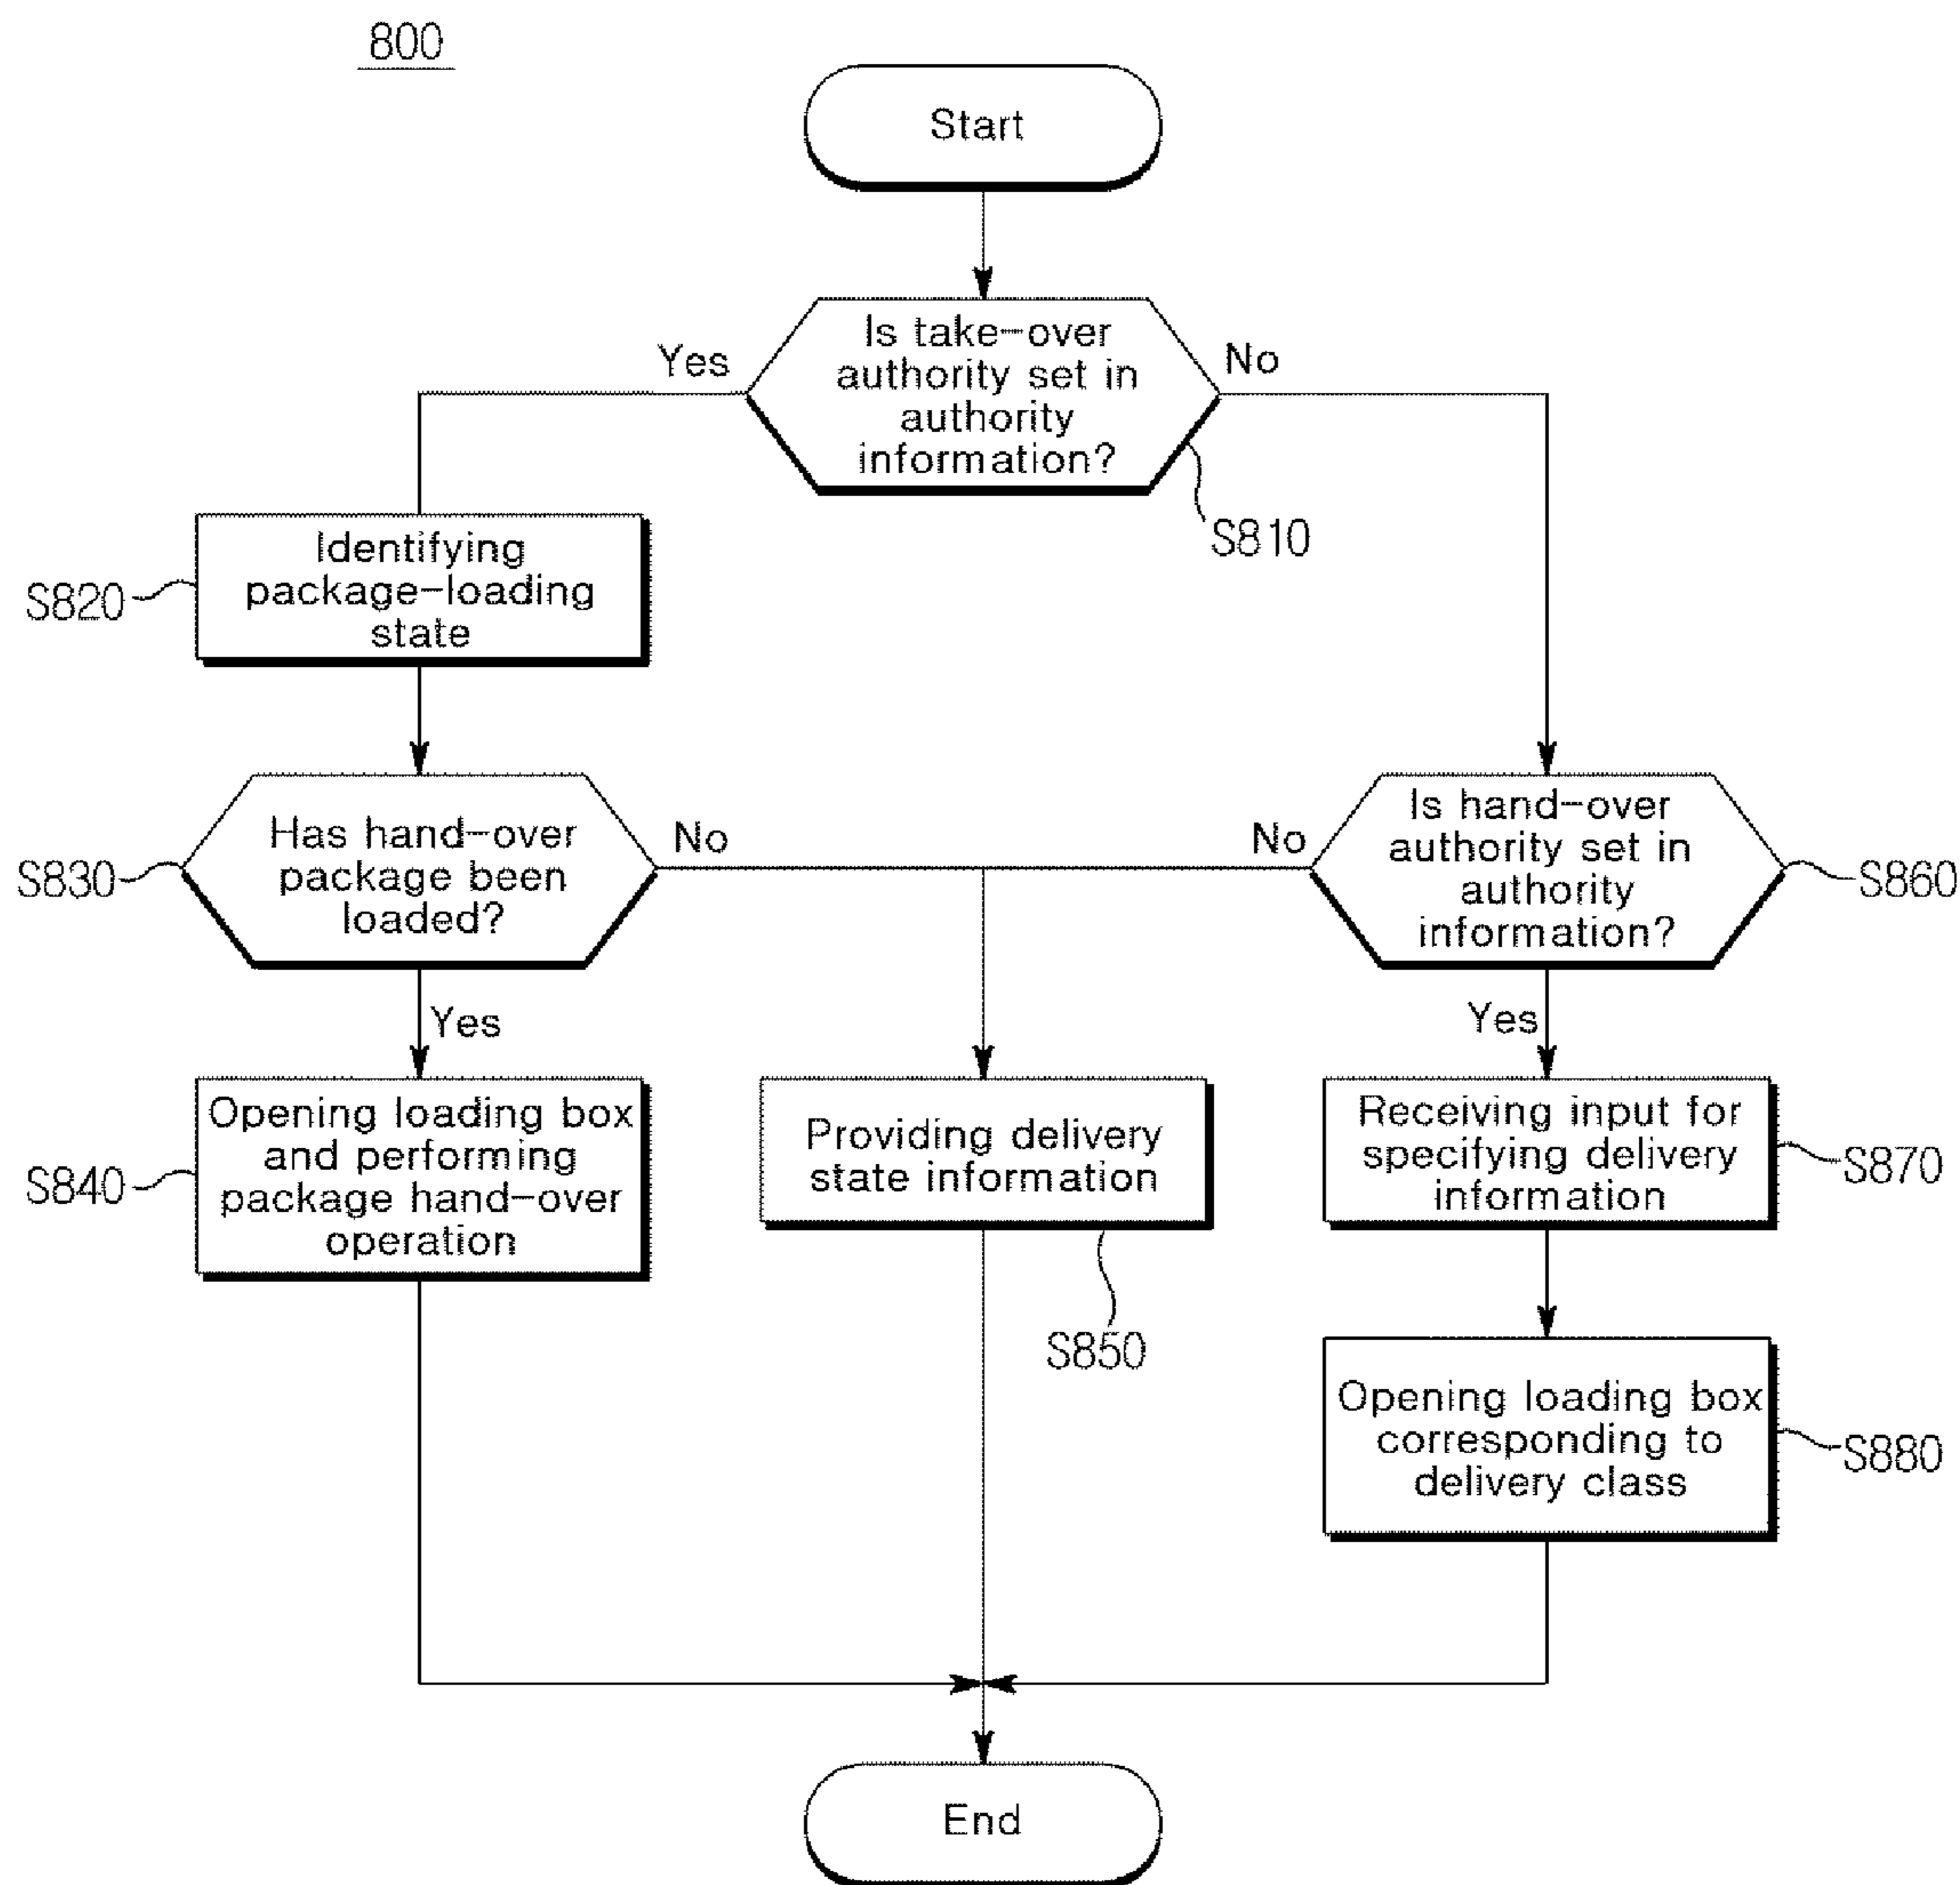 800
Start
Is take-over
authority set in
authority
information?
Yes
No
S810
Identifying
package-loading
state
S820
Has hand-over
package been
loaded?
S830
No
No
Is hand-over
authority set in
authority
information?
S860
Yes
Yes
Opening loading box
and performing
package hand-over
operation
S840
Providing delivery
state information
S850
Receiving input for
specifying delivery
information
S870
Opening loading box
corresponding to
delivery class
S880
End